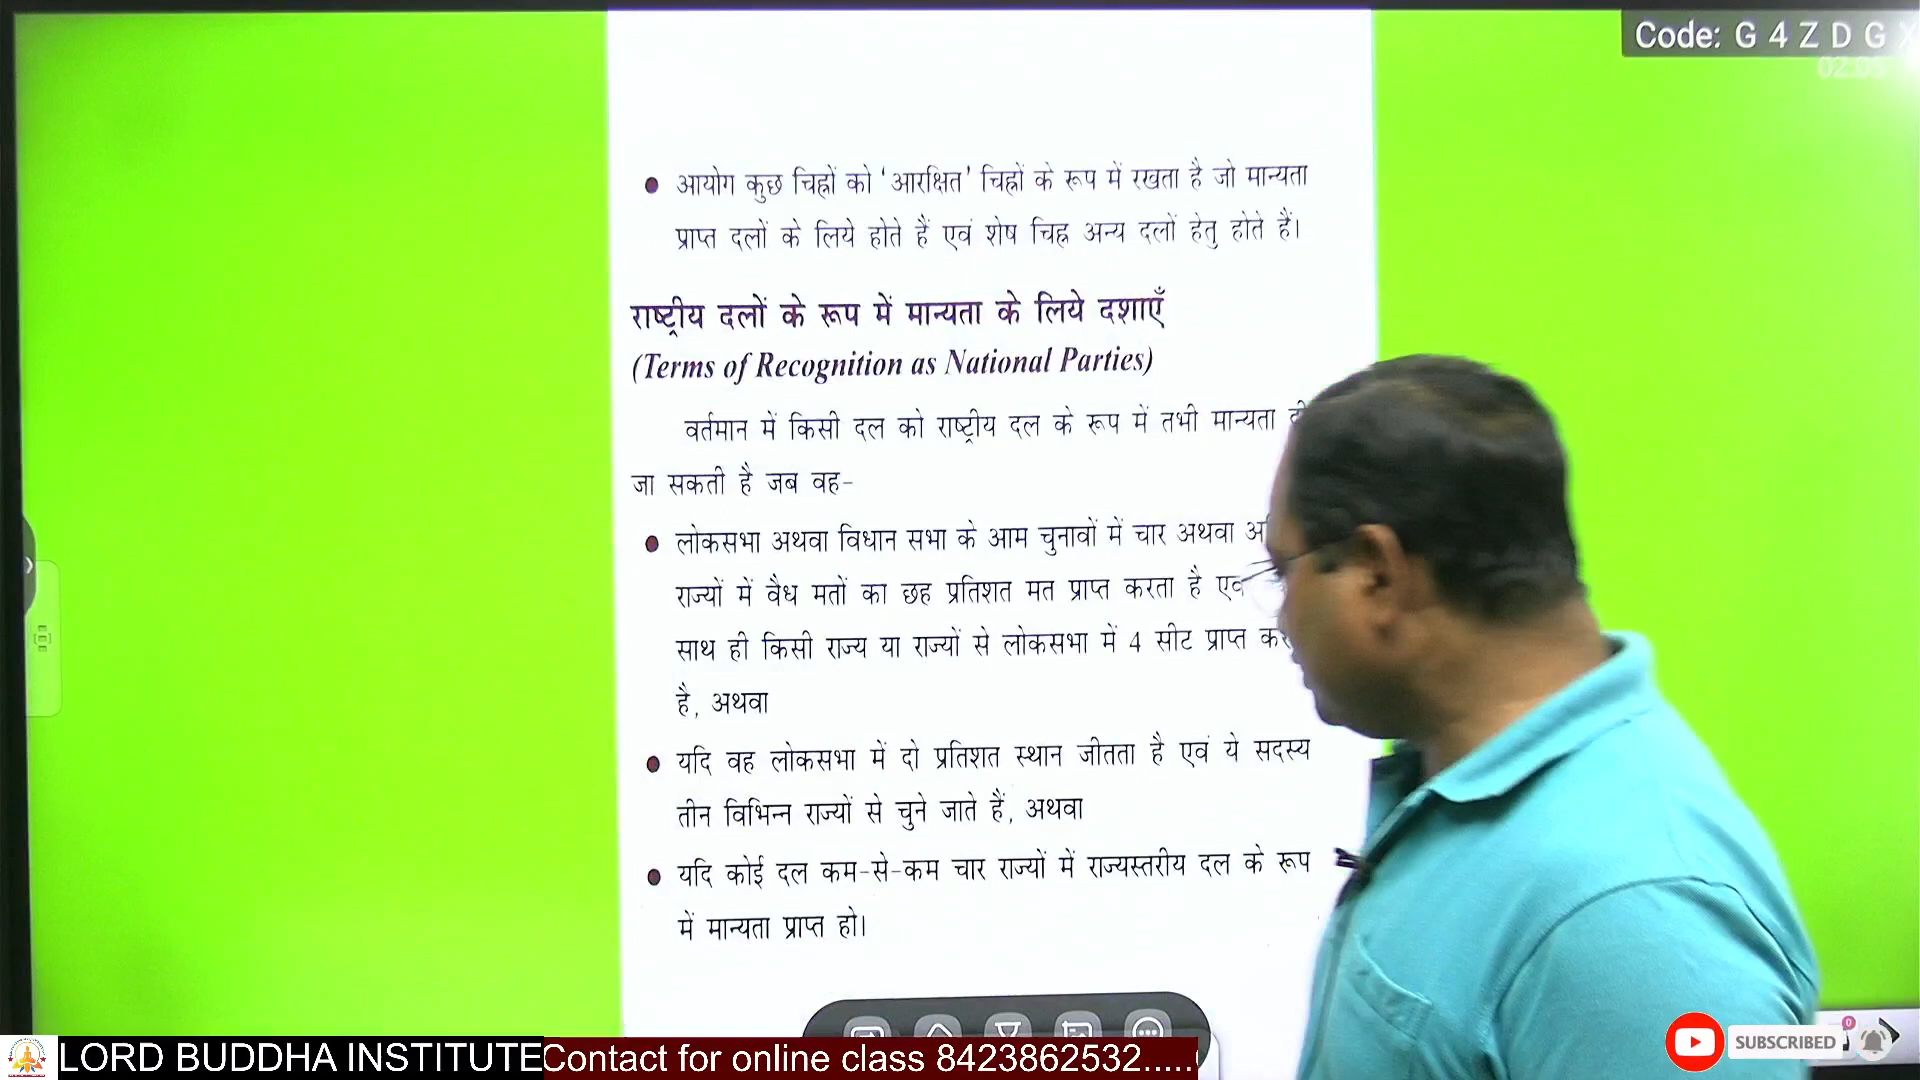 Code: G 4 Z D G X
02:05
• आयोग कुछ चिह्नों को ‘आरक्षित’ चिह्नों के रूप में रखता है जो मान्यता
प्राप्त दलों के लिये होते हैं एवं शेष चिह्न अन्य दलों हेतु होते हैं।
राष्ट्रीय दलों के रूप में मान्यता के लिये दशाएँ
(Terms of Recognition as National Parties)
वर्तमान में किसी दल को राष्ट्रीय दल के रूप में तभी मान्यता
जा सकती है जब वह-
• लोकसभा अथवा विधान सभा के आम चुनावों में चार अथवा
राज्यों में वैध मतों का छह प्रतिशत मत प्राप्त करता है एवं
साथ ही किसी राज्य या राज्यों से लोकसभा में 4 सीट प्राप्त
है, अथवा
• यदि वह लोकसभा में दो प्रतिशत स्थान जीतता है एवं ये सदस्य
तीन विभिन्न राज्यों से चुने जाते हैं, अथवा
• यदि कोई दल कम-से-कम चार राज्यों में राज्यस्तरीय दल के रूप
में मान्यता प्राप्त हो।
SUBSCRIBED
LORD BUDDHA INSTITUTE Contact for online class 8423862532.....